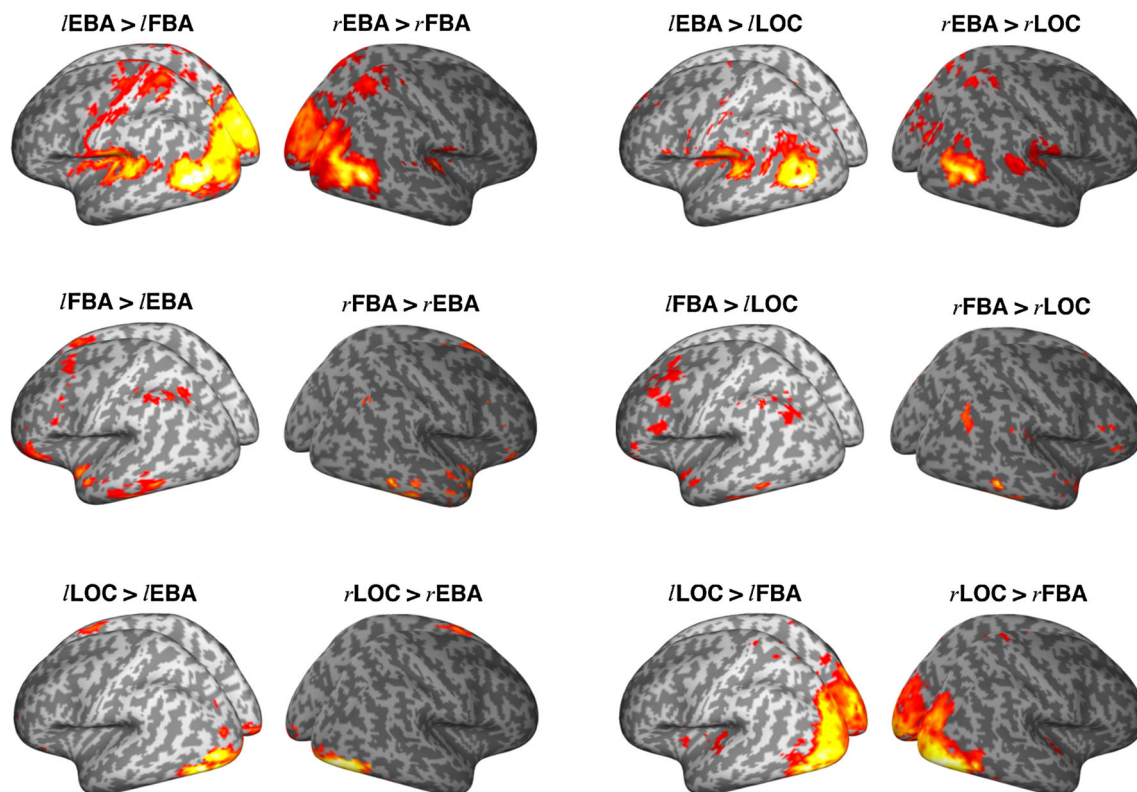 lEBA > lFBA
rEBA > rFBA
lEBA > lLOC
rEBA > rLOC
lFBA > lEBA
rFBA > rEBA
lFBA > lLOC
rFBA > rLOC
lLOC > lEBA
rLOC > rEBA
lLOC > lFBA
rLOC > rFBA